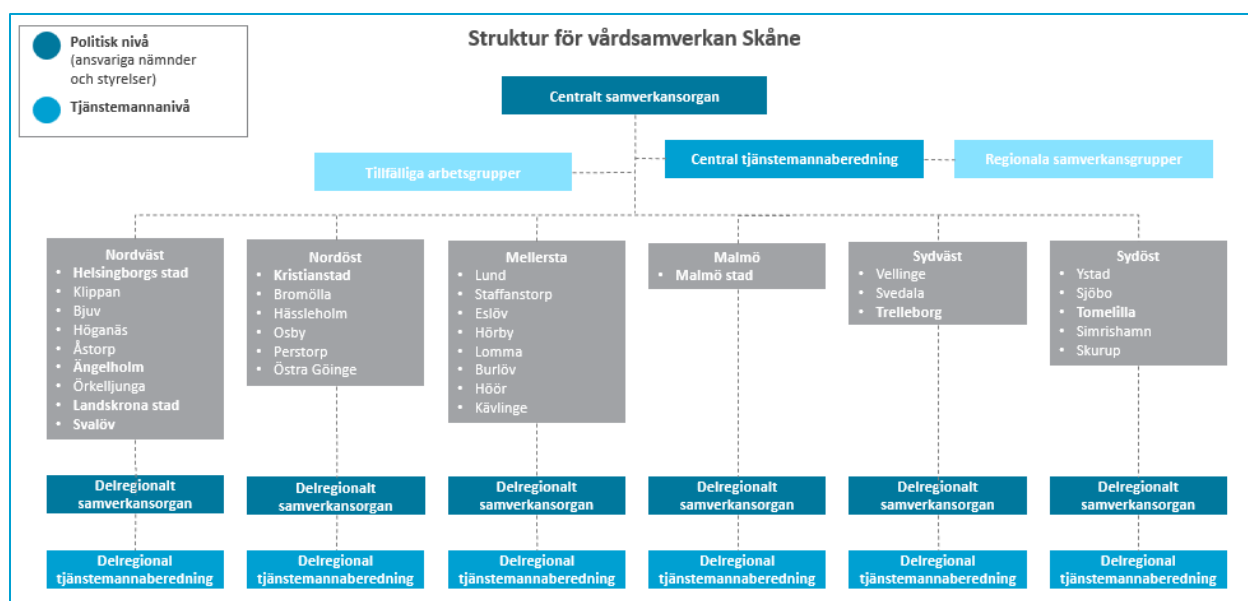 Struktur för vårdsamverkan Skåne
Politisk nivå
(ansvariga nämnder
och styrelser)
Tjänstemannanivå
Centralt samverkansorgan
Central tjänstemannaberedning
Regionala samverkansgrupper
Tillfälliga arbetsgrupper
Nordväst
• Helsingborgs stad
• Klippan
• Bjuv
• Höganäs
• Åstorp
• Ängelholm
• Örkelljunga
• Landskrona stad
• Svalöv
Nordöst
• Kristianstad
• Bromölla
• Hässleholm
• Osby
• Perstorp
• Östra Göinge
Mellersta
• Lund
• Staffanstorp
• Eslöv
• Hörby
• Lomma
• Burlöv
• Höör
• Kävlinge
Malmö
• Malmö stad
Sydväst
• Vellinge
• Svedala
• Trelleborg
Sydöst
• Ystad
• Sjöbo
• Tomelilla
• Simrishamn
• Skurup
Delregionalt
samverkansorgan
Delregionalt
samverkansorgan
Delregionalt
samverkansorgan
Delregionalt
samverkansorgan
Delregionalt
samverkansorgan
Delregionalt
samverkansorgan
Delregional
tjänstemannaberedning
Delregional
tjänstemannaberedning
Delregional
tjänstemannaberedning
Delregional
tjänstemannaberedning
Delregional
tjänstemannaberedning
Delregional
tjänstemannaberedning